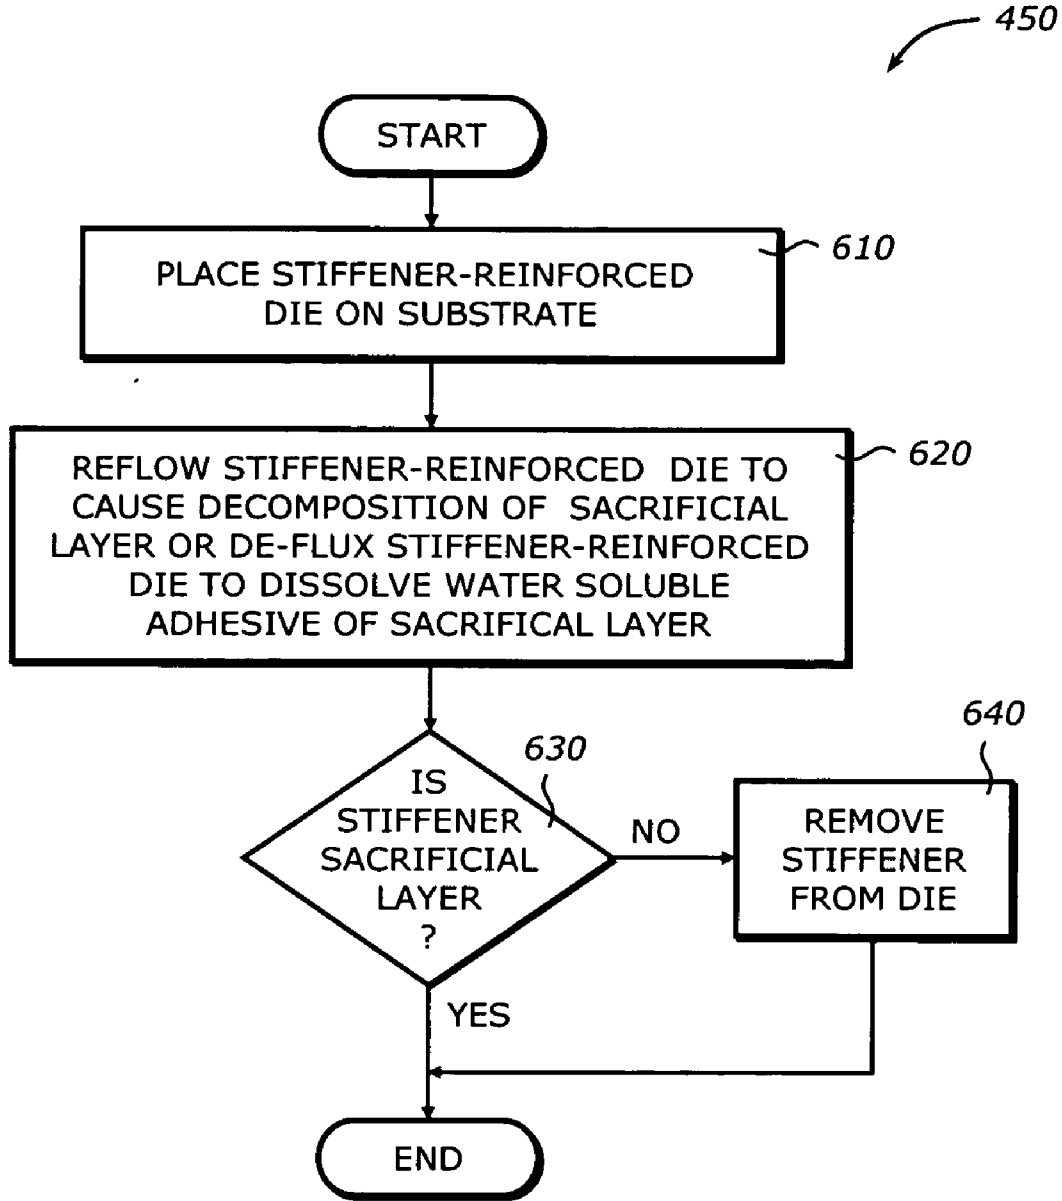 450
START
610
PLACE STIFFENER-REINFORCED
DIE ON SUBSTRATE
620
REFLOW STIFFENER-REINFORCED DIE TO
CAUSE DECOMPOSITION OF SACRIFICIAL
LAYER OR DE-FLUX STIFFENER-REINFORCED
DIE TO DISSOLVE WATER SOLUBLE
ADHESIVE OF SACRIFICAL LAYER
630
IS
STIFFENER
SACRIFICIAL
LAYER
?
NO
640
REMOVE
STIFFENER
FROM DIE
YES
END